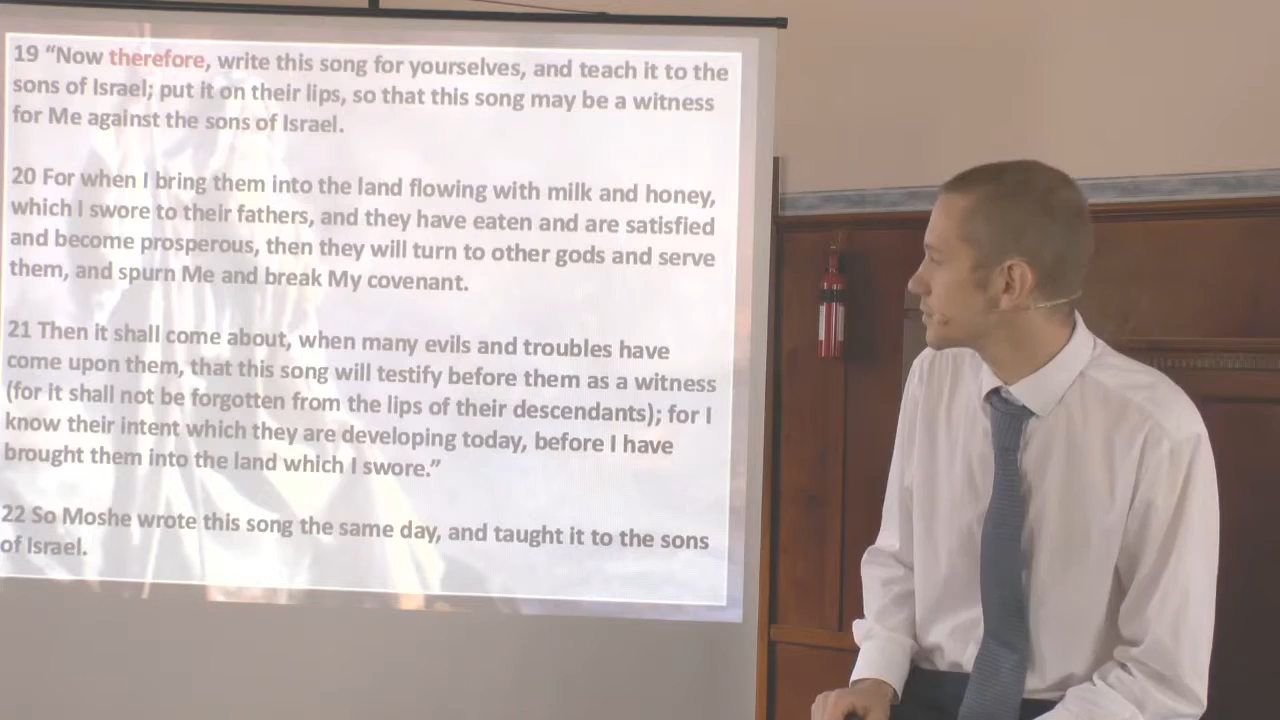 19 “Now therefore, write this song for yourselves, and teach it to the
sons of Israel; put it on their lips, so that this song may be a witness
for Me against the sons of Israel.
20 For when I bring them into the land flowing with milk and honey,
which I swore to their fathers, and they have eaten and are satisfied
and become prosperous, then they will turn to other gods and serve
them, and spurn Me and break My covenant.
21 Then it shall come about, when many evils and troubles have
come upon them, that this song will testify before them as a witness
(for it shall not be forgotten from the lips of their descendants); for I
know their intent which they are developing today, before I have
brought them into the land which I swore.”
22 So Moshe wrote this song the same day, and taught it to the sons
of Israel.